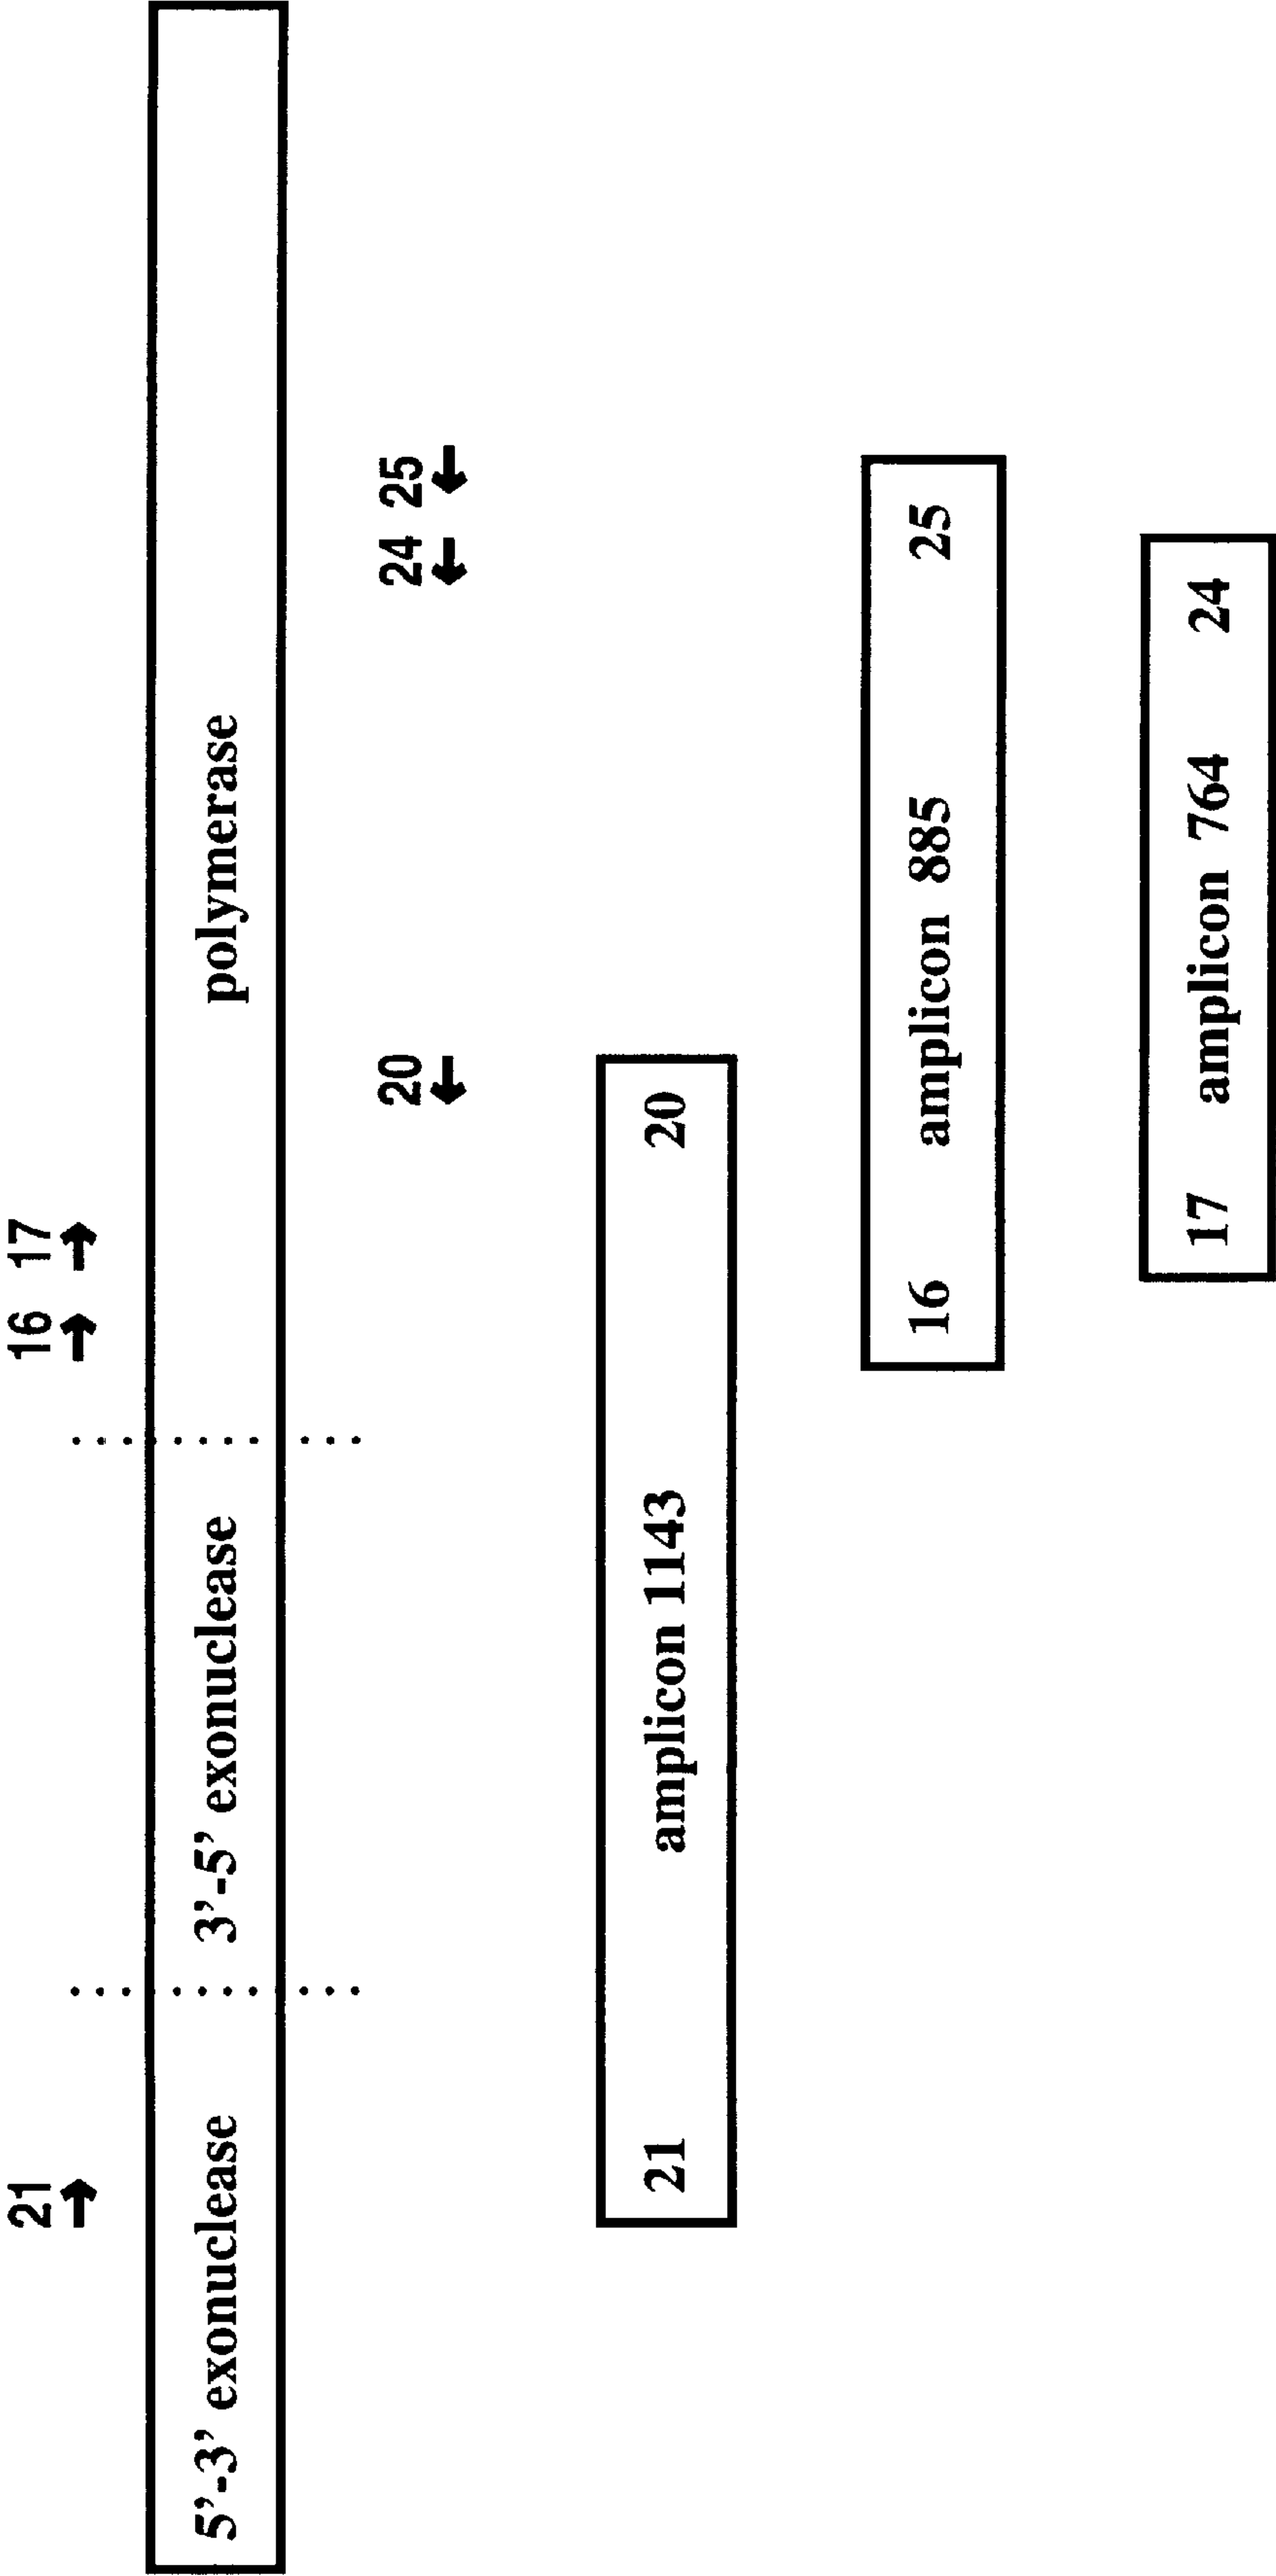 21 16 17
5'-3' exonuclease 3'-5' exonuclease polymerase
20 24 25
21 amplicon 1143 20
16 amplicon 885 25
17 amplicon 764 24